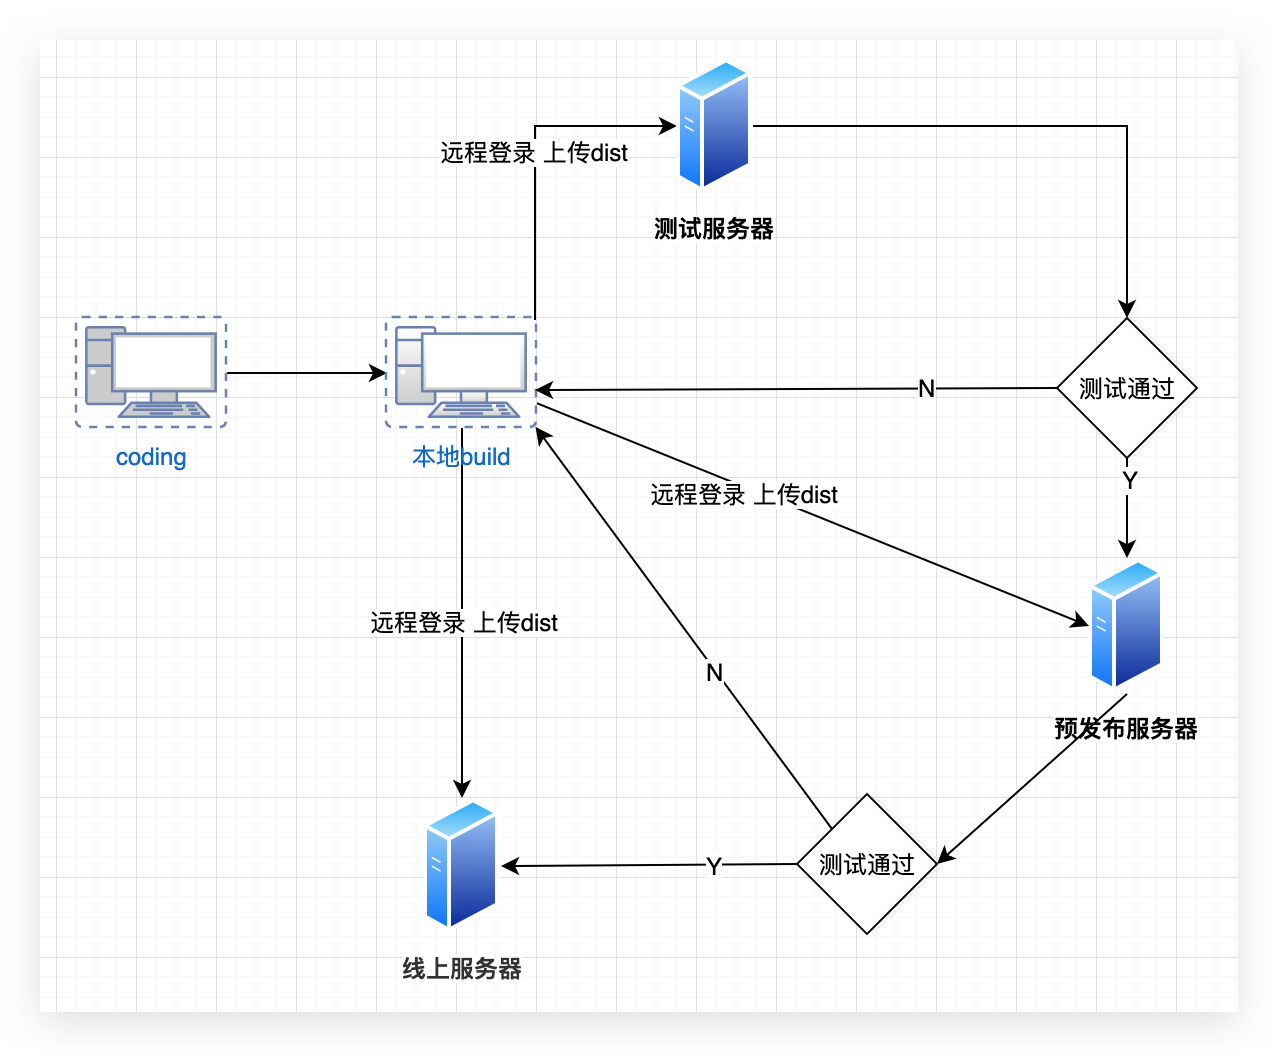 远程登录 上传dist
测试服务器
测试通过
N
coding
本地build
Y
远程登录 上传dist
远程登录 上传dist
N
预发布服务器
测试通过
Y
线上服务器